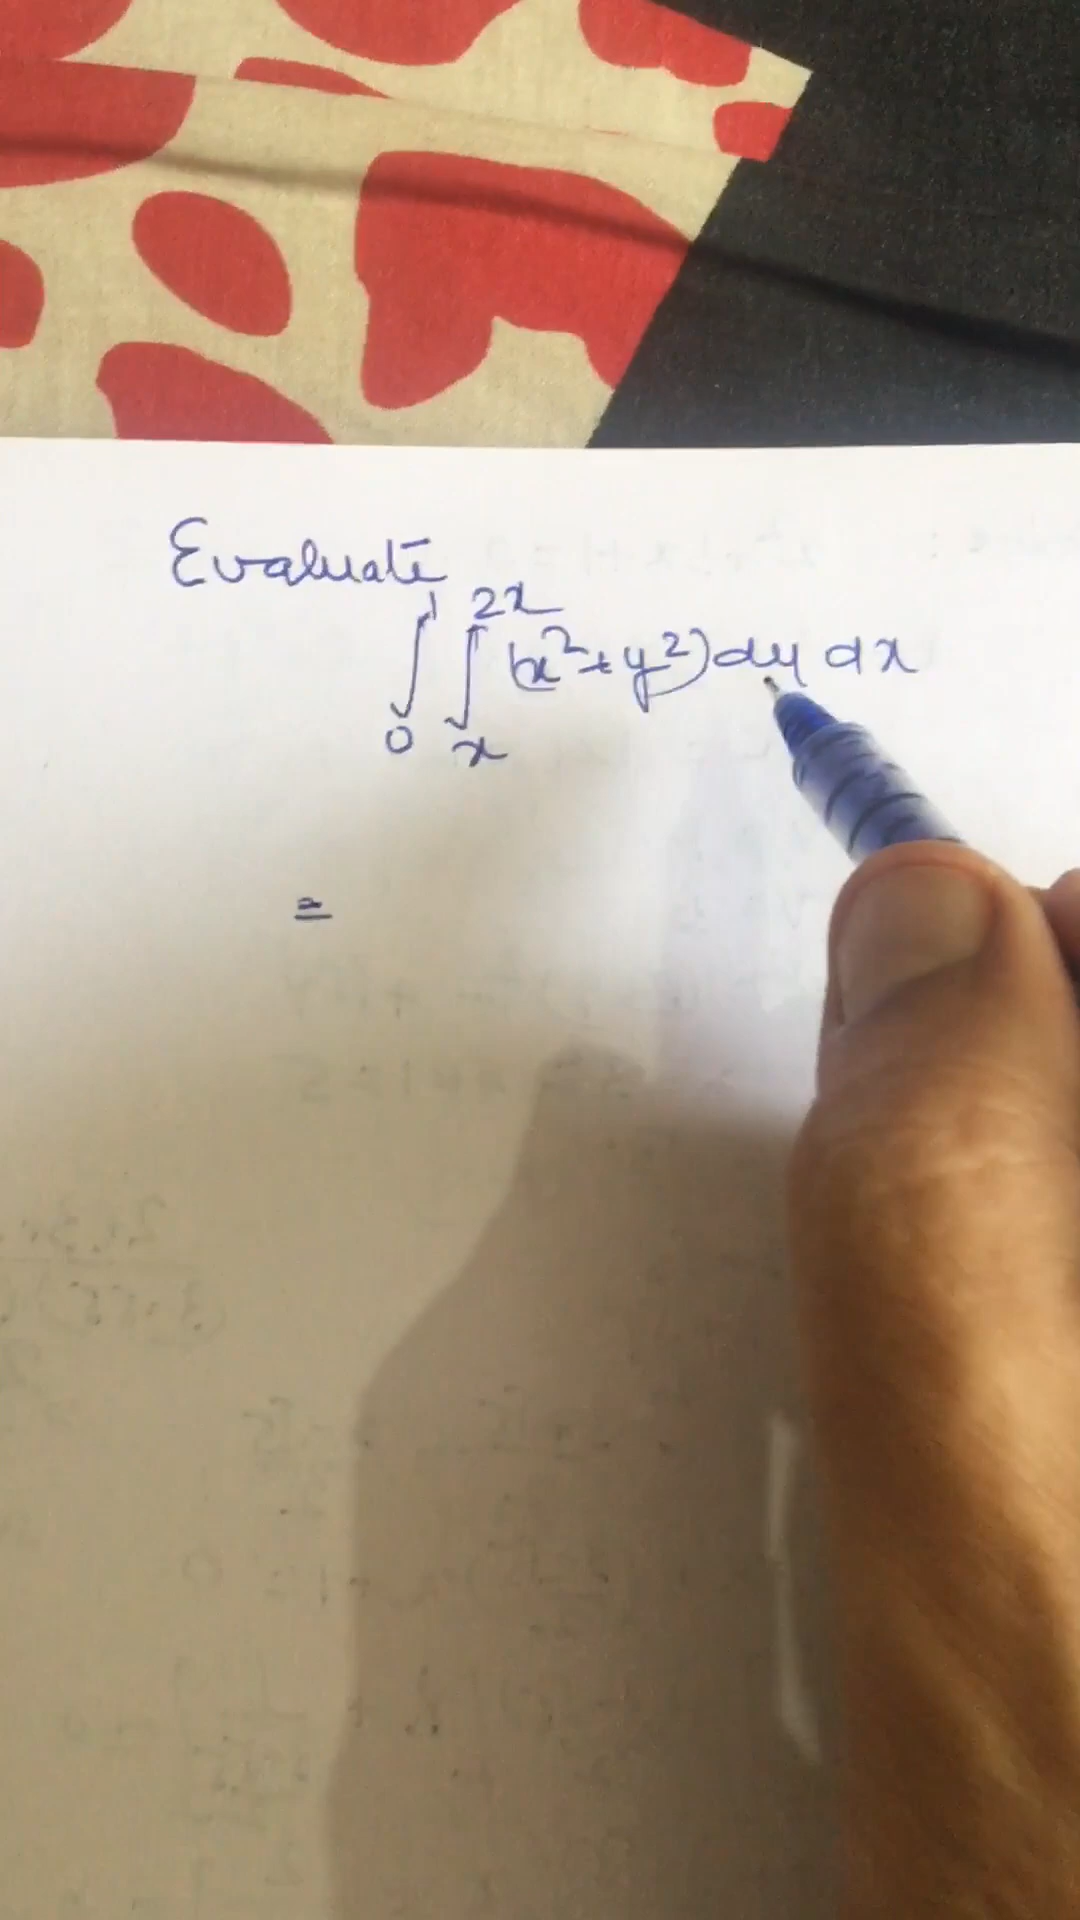 Evaluate
∫₀¹ ∫ₓ²ˣ (x²+y²) dy dx
=